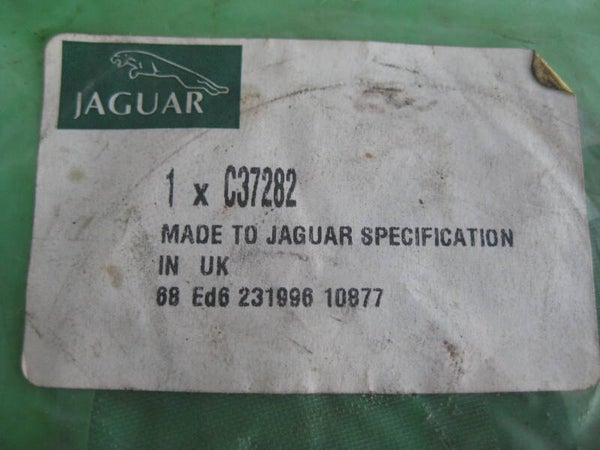 JAGUAR
1 x C37282
MADE TO JAGUAR SPECIFICATION
IN UK
68 Ed6 231996 10877